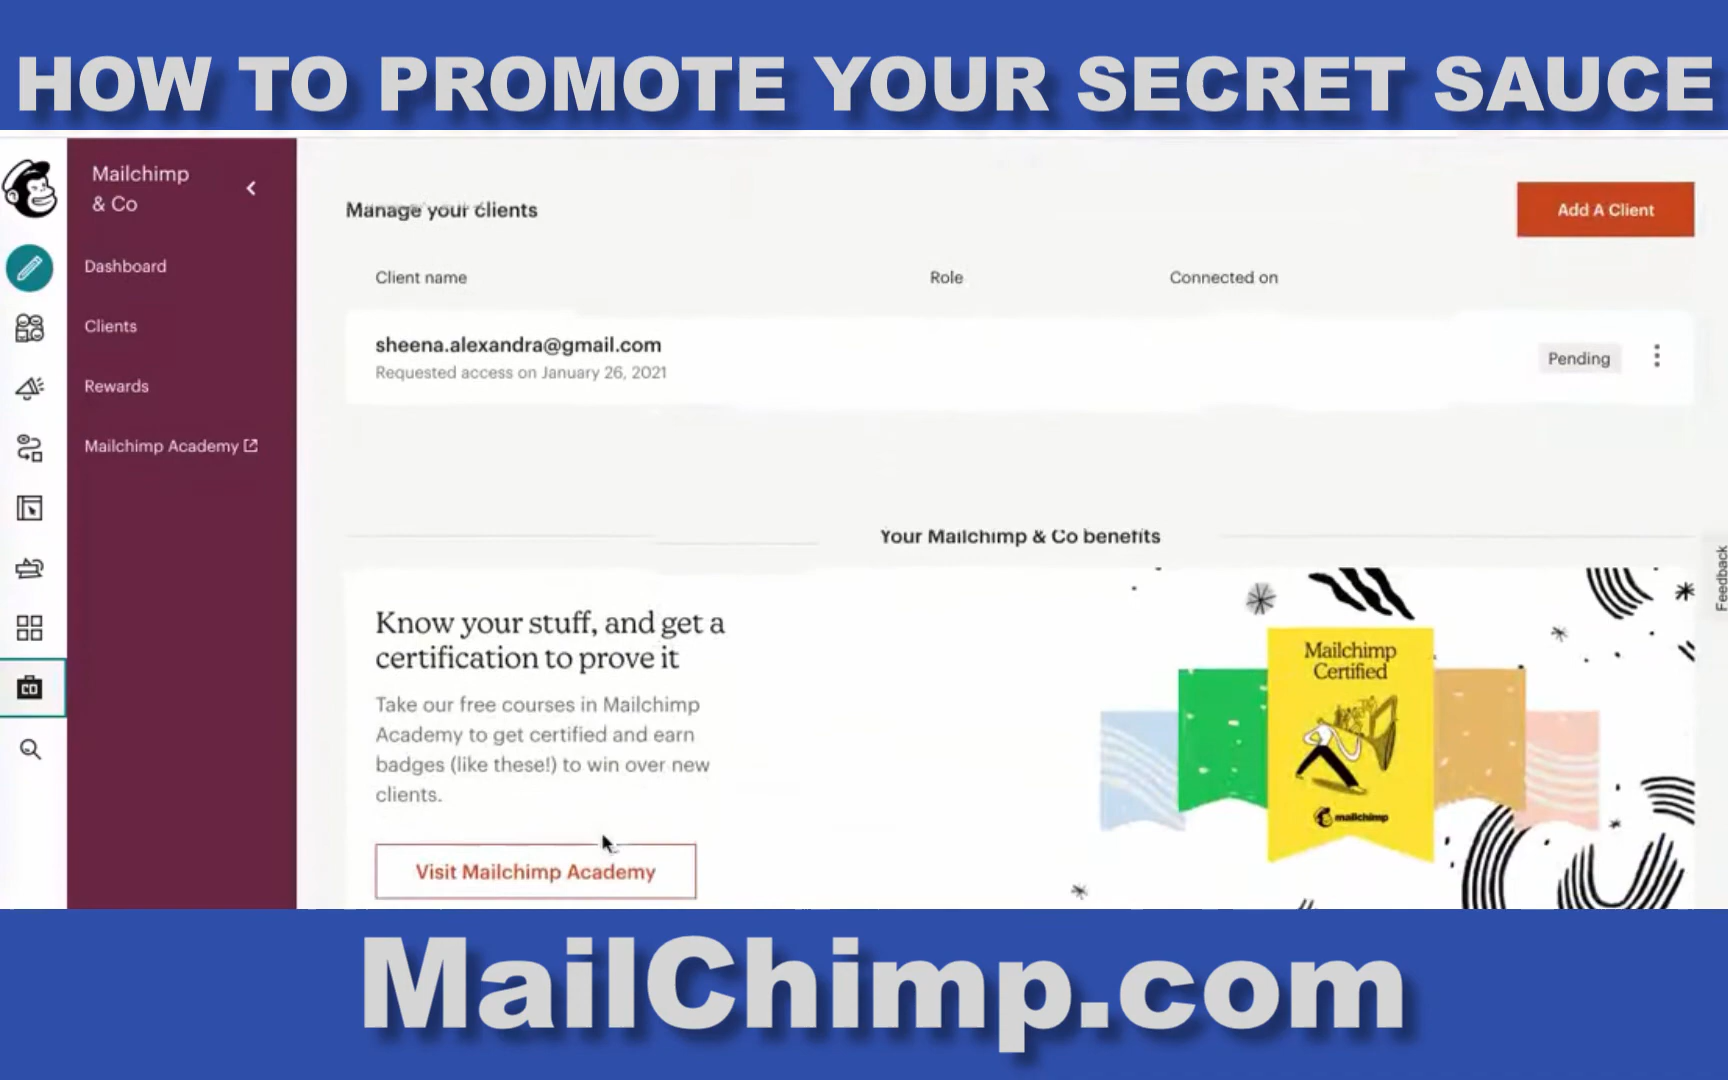 HOW TO PROMOTE YOUR SECRET SAUCE
Mailchimp
& Co
Dashboard
Clients
Rewards
Mailchimp Academy
CO
Manage your clients
Add A Client
Client name
Role
Connected on
sheena.alexandra@gmail.com
Requested access on January 26, 2021
Pending
Your Mailchimp & Co benefits
Feedback
Know your stuff, and get a
certification to prove it
Take our free courses in Mailchimp
Academy to get certified and earn
badges (like these!) to win over new
clients.
Visit Mailchimp Academy
Mailchimp
Certified
mailchimp
MailChimp.com